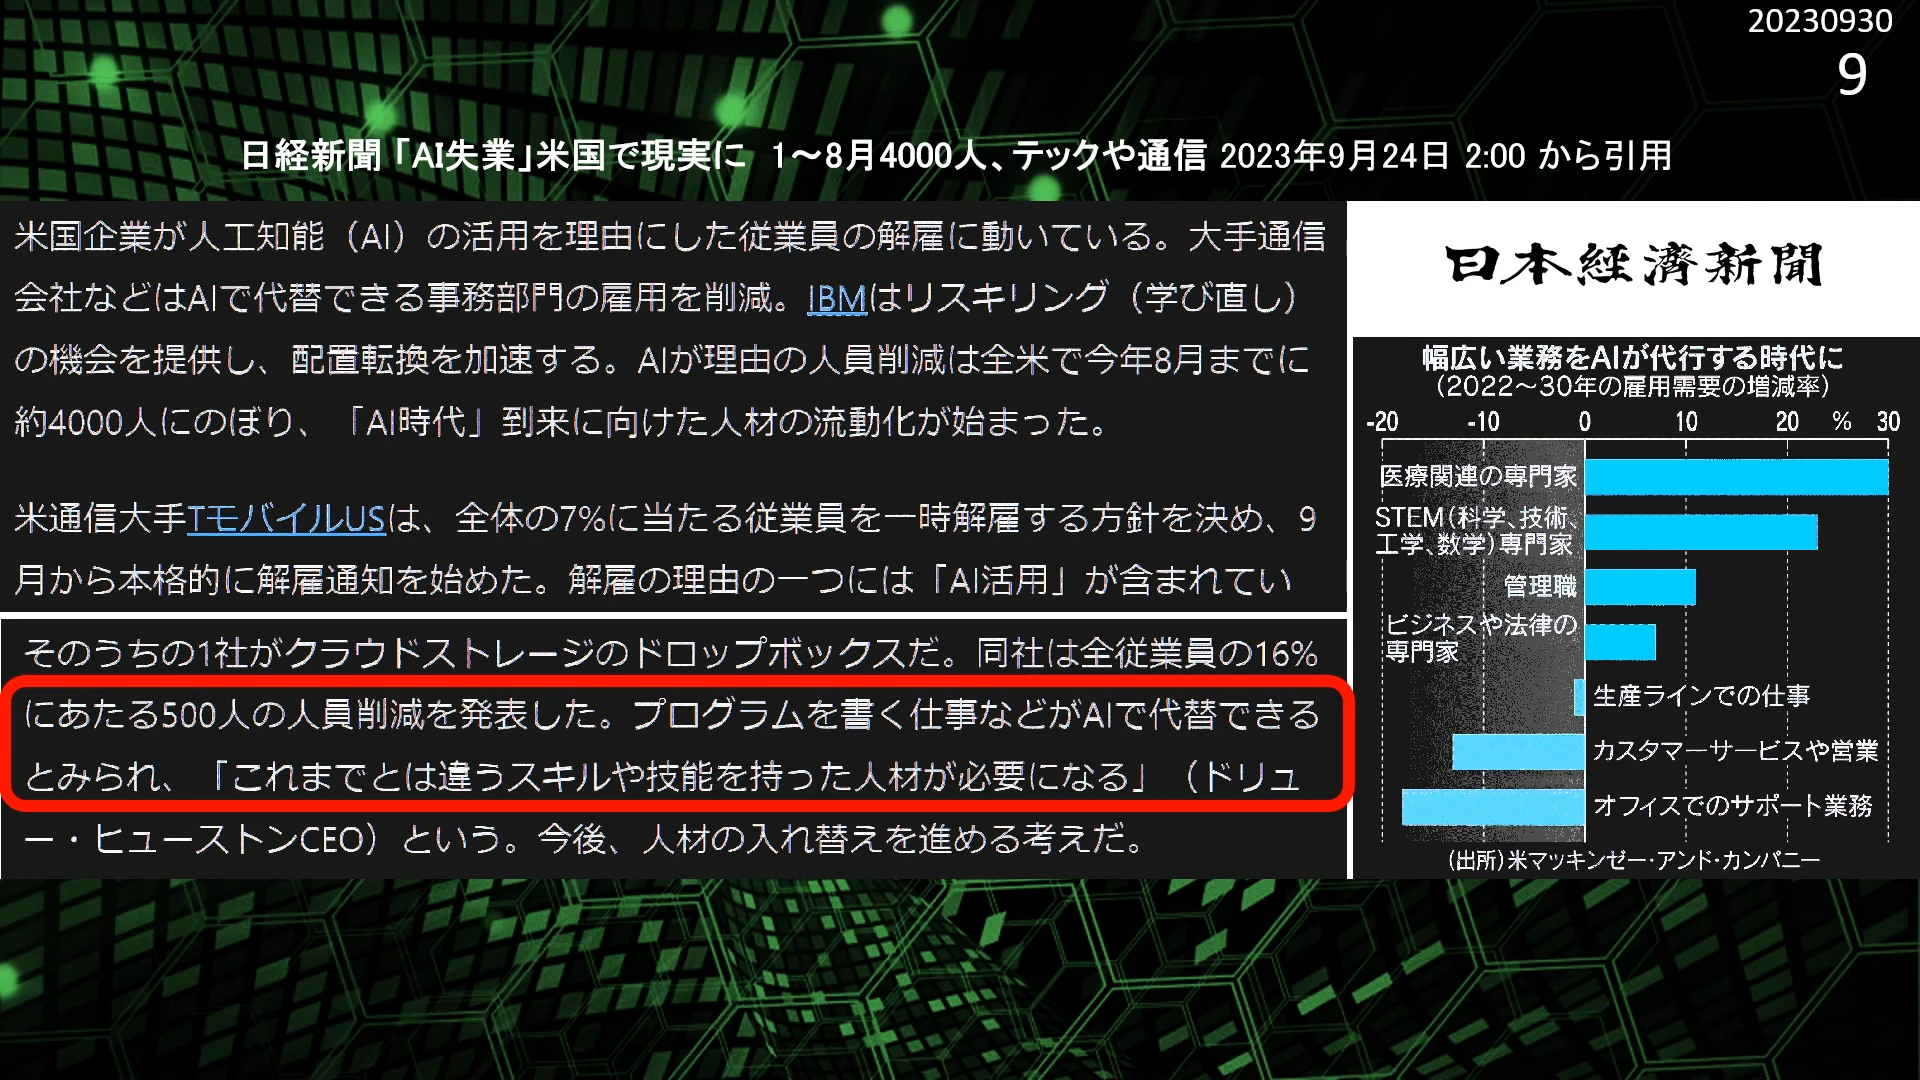 20230930
9
日経新聞 「AI失業」米国で現実に　1～8月4000人、テックや通信 2023年9月24日 2:00 から引用
米国企業が人工知能（AI）の活用を理由にした従業員の解雇に動いている。大手通信
会社などはAIで代替できる事務部門の雇用を削減。IBMはリスキリング（学び直し）
の機会を提供し、配置転換を加速する。AIが理由の人員削減は全米で今年8月までに
約4000人にのぼり、「AI時代」到来に向けた人材の流動化が始まった。
米通信大手TモバイルUSは、全体の7%に当たる従業員を一時解雇する方針を決め、9
月から本格的に解雇通知を始めた。解雇の理由の一つには「AI活用」が含まれてい
そのうちの1社がクラウドストレージのドロップボックスだ。同社は全従業員の16%
にあたる500人の人員削減を発表した。プログラムを書く仕事などがAIで代替できる
とみられ、「これまでとは違うスキルや技能を持った人材が必要になる」（ドリュ
ー・ヒューストンCEO）という。今後、人材の入れ替えを進める考えだ。
日本経済新聞
幅広い業務をAIが代行する時代に
（2022～30年の雇用需要の増減率）
-20 -10 0 10 20 % 30
医療関連の専門家
STEM（科学、技術、
工学、数学）専門家
管理職
ビジネスや法律の
専門家
生産ラインでの仕事
カスタマーサービスや営業
オフィスでのサポート業務
（出所）米マッキンゼー・アンド・カンパニー